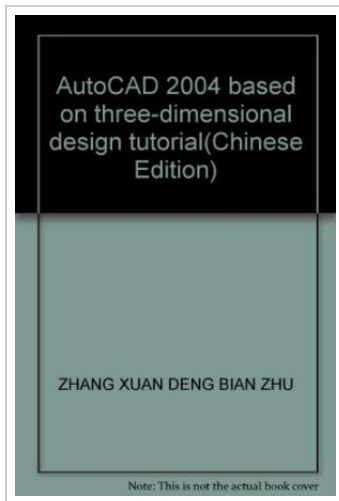 AutoCAD 2004 based
on three-dimensional
design tutorial(Chinese
Edition)
ZHANG XUAN DENG BIAN ZHU
Note: This is not the actual book cover